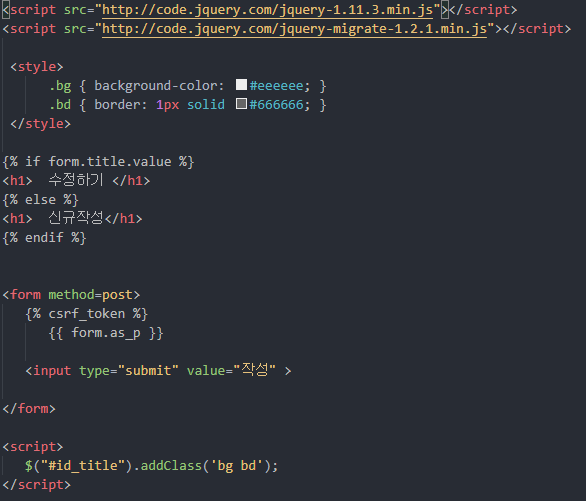 <script src="http://code.jquery.com/jquery-1.11.3.min.js"></script>
<script src="http://code.jquery.com/jquery-migrate-1.2.1.min.js"></script>
<style>
.bg { background-color: #eeeeee; }
.bd { border: 1px solid #666666; }
</style>
{% if form.title.value %}
<h1> 수정하기 </h1>
{% else %}
<h1> 신규작성</h1>
{% endif %}
<form method=post>
{% csrf_token %}
{{ form.as_p }}
<input type="submit" value="작성" >
</form>
<script>
$("#id_title").addClass('bg bd');
</script>